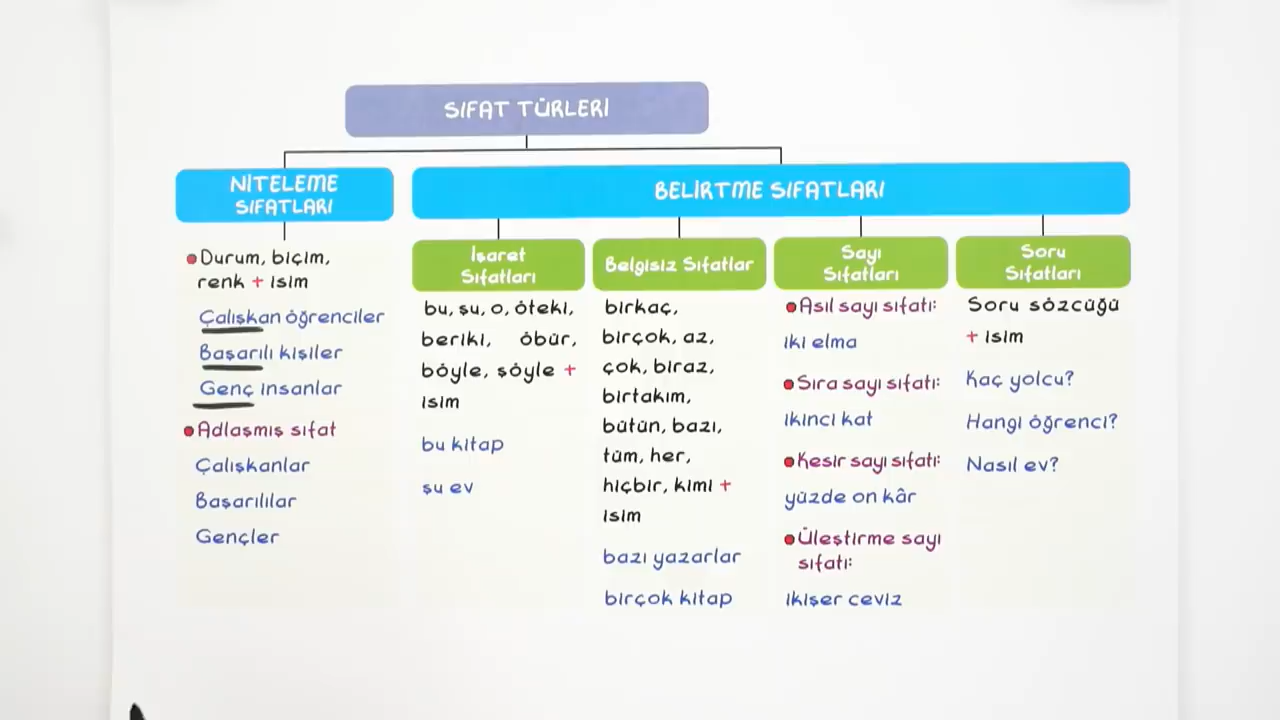 SIFAT TÜRLERİ
NİTELEME
SIFATLARI
BELİRTME SIFATLARI
Durum, biçim,
renk + isim
Çalışkan öğrenciler
Başarılı kişiler
Genç insanlar
Adlaşmış sıfat
Çalışkanlar
Başarılılar
Gençler
İşaret
Sıfatları
bu, şu, o, öteki,
beriki, öbür,
böyle, şöyle +
isim
bu kitap
şu ev
Belgisiz Sıfatlar
birkaç,
birçok, az,
çok, biraz,
birtakım,
bütün, bazı,
tüm, her,
hiçbir, kimi +
isim
bazı yazarlar
birçok kitap
Sayı
Sıfatları
Asıl sayı sıfatı:
iki elma
Sıra sayı sıfatı:
ikinci kat
Kesir sayı sıfatı:
yüzde on kâr
Üleştirme sayı
sıfatı:
ikişer ceviz
Soru
Sıfatları
Soru sözcüğü
+ isim
Kaç yolcu?
Hangi öğrenci?
Nasıl ev?